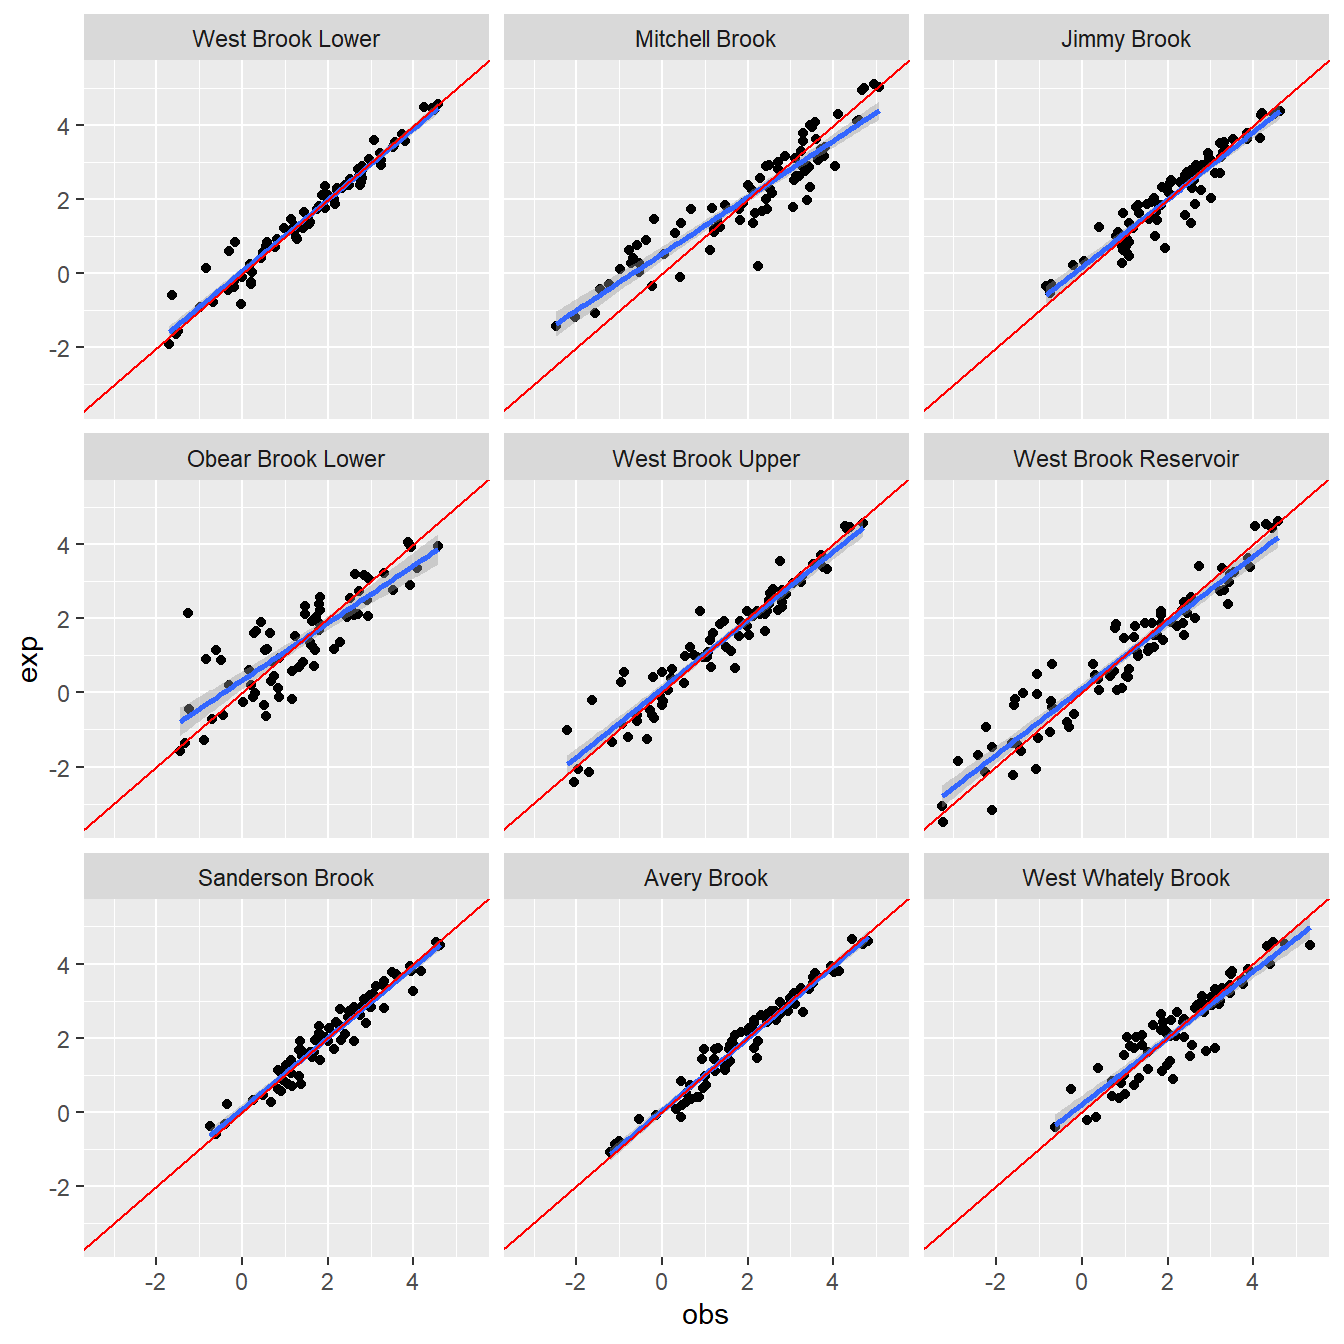 West Brook Lower
Mitchell Brook
Jimmy Brook
4
2
0
-2
Obear Brook Lower
West Brook Upper
West Brook Reservoir
4
2
0
-2
exp
Sanderson Brook
Avery Brook
West Whately Brook
4
2
0
-2
-2 0 2 4 -2 0 2 4 -2 0 2 4
obs